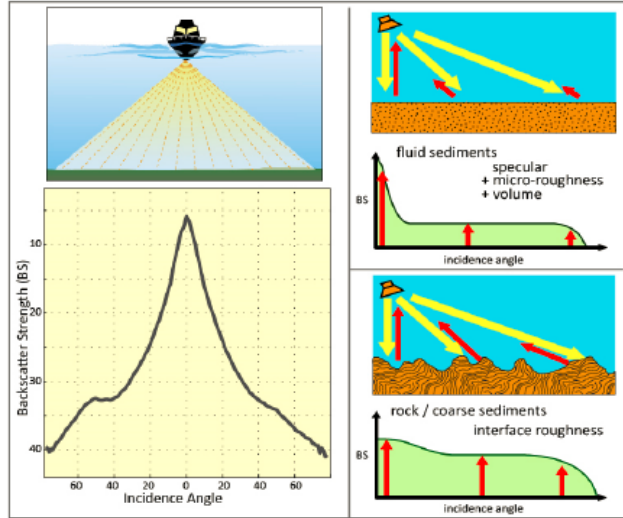 Backscatter Strength (BS)
10
20
30
40
60 40 20 0 20 40 60
Incidence Angle
fluid sediments
specular
+ micro-roughness
+ volume
BS
incidence angle
rock / coarse sediments
interface roughness
BS
incidence angle